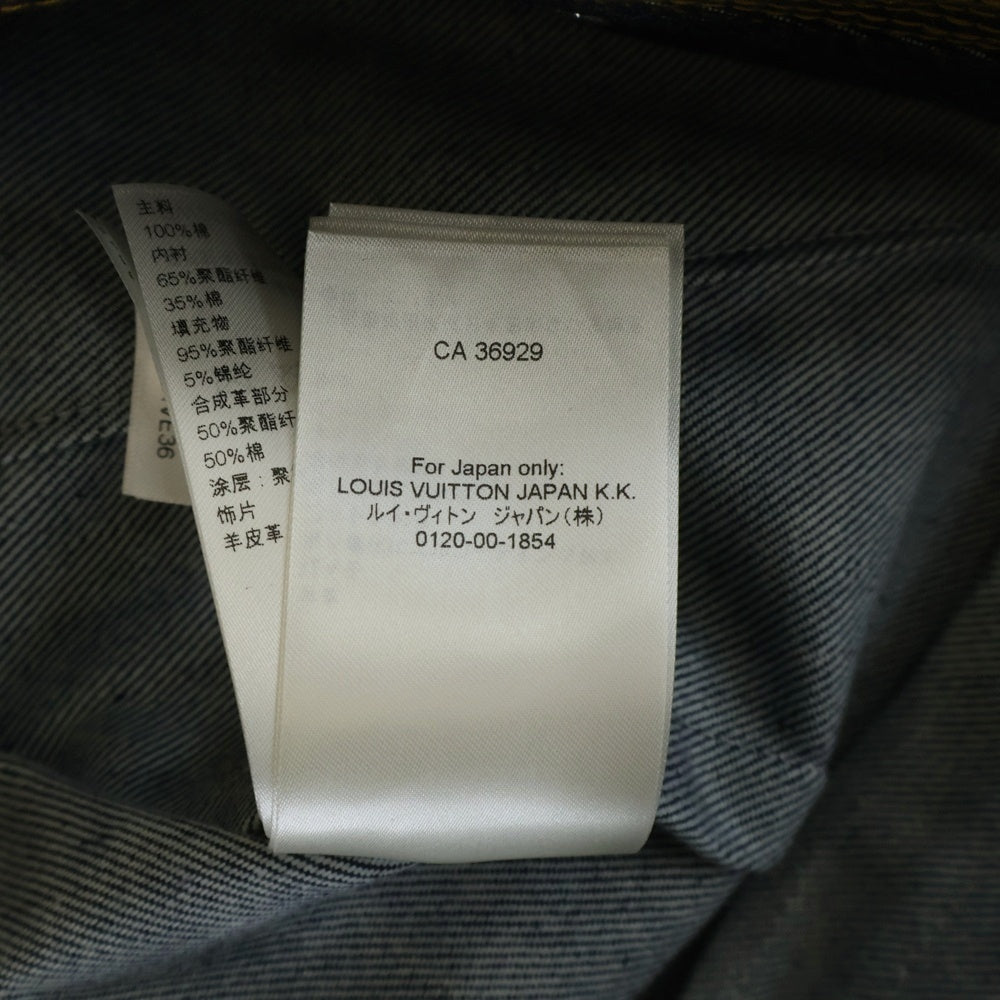 主料
100%棉
内衬
65%聚酯纤维
35%棉
填充物
95%聚酯纤维
5%锦纶
合成革部分
50%聚酯纤
50%棉
涂层：聚
饰片
羊皮革
CA 36929
For Japan only:
LOUIS VUITTON JAPAN K.K.
ルイ・ヴィトン ジャパン(株)
0120-00-1854